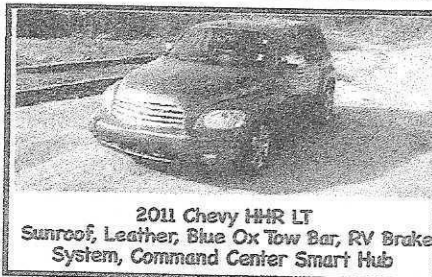 2011 Chevy HHR LT
Sunroof, Leather, Blue Ox Tow Bar, RV Brake
System, Command Center Smart Hub